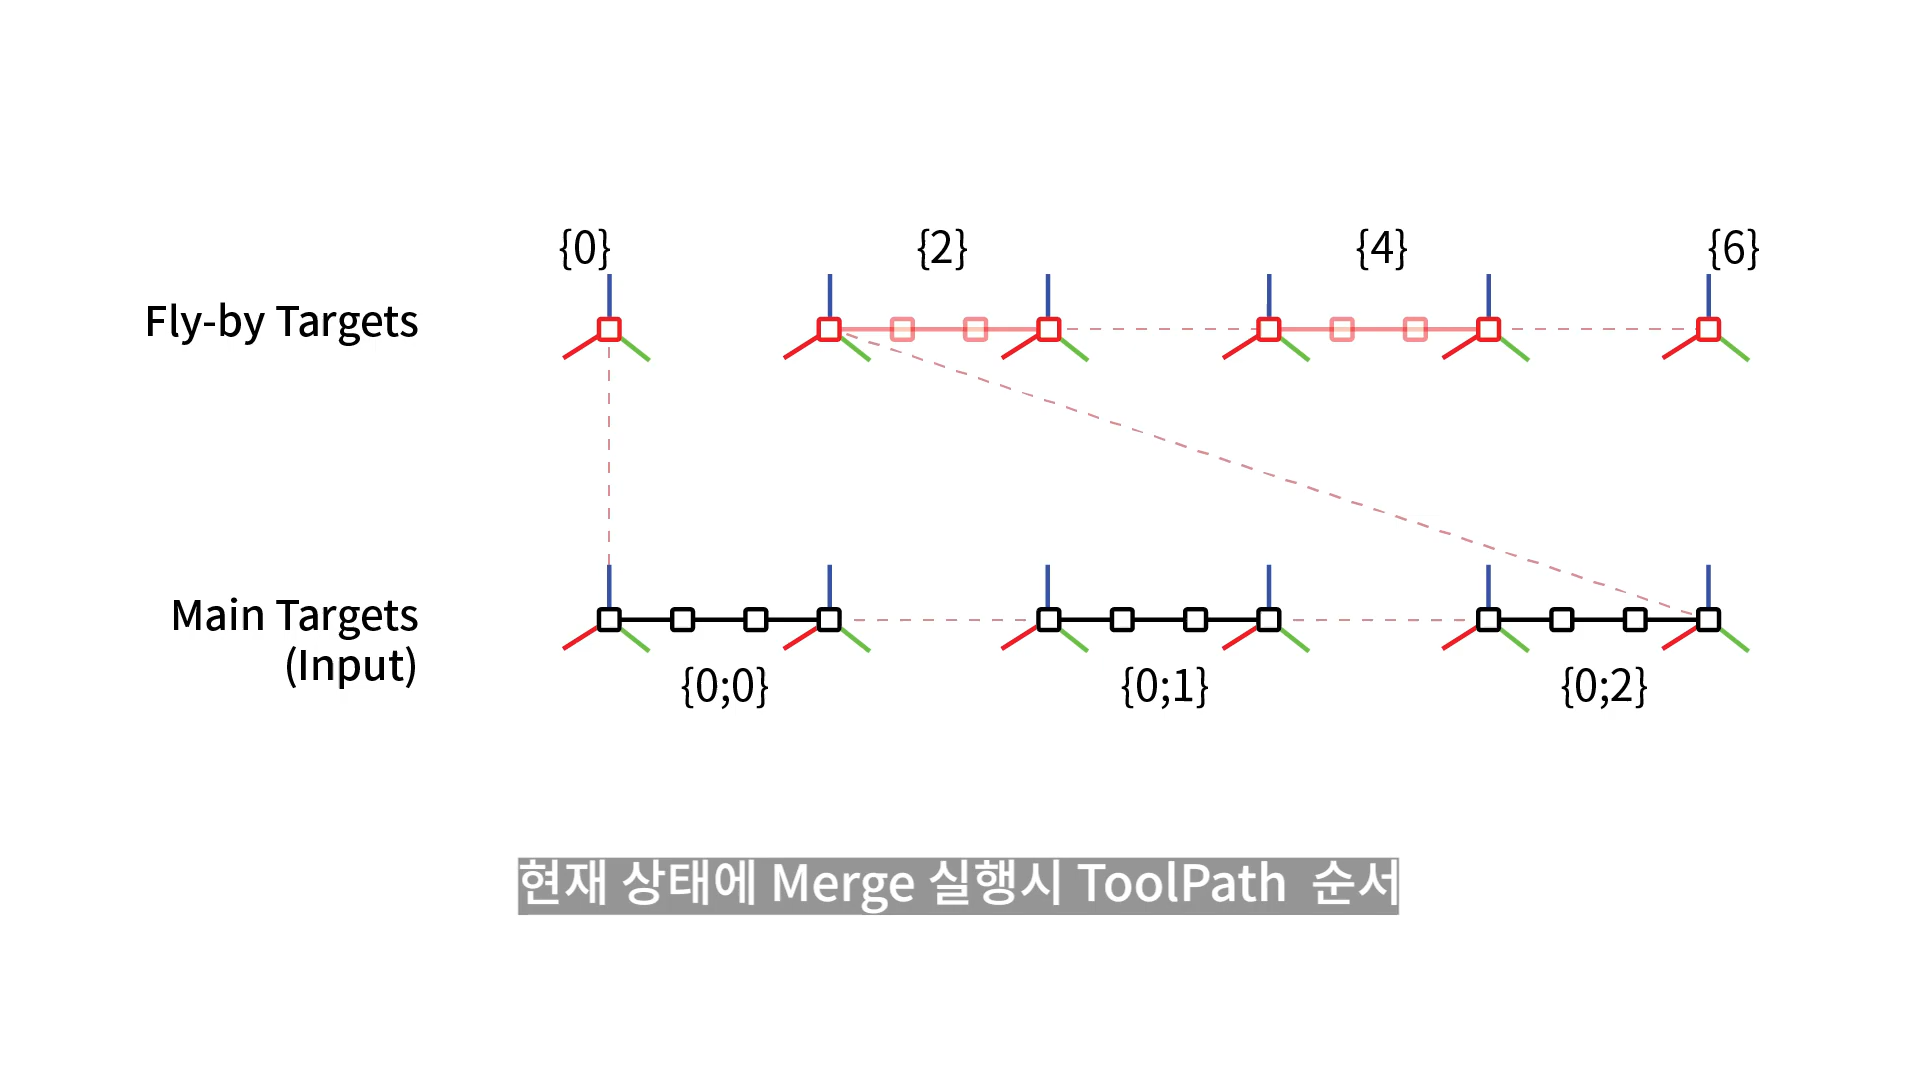 {0} {2} {4} {6}
Fly-by Targets
Main Targets
(Input)
{0;0} {0;1} {0;2}
현재 상태에 Merge 실행시 ToolPath 순서